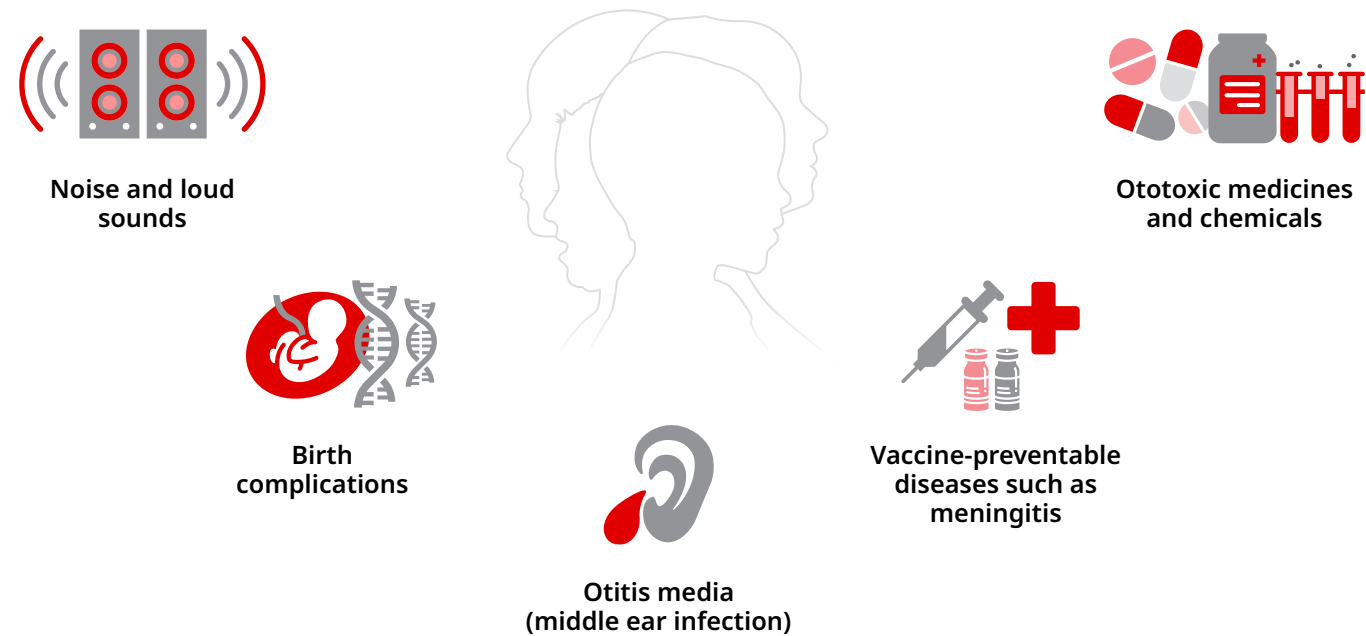 Noise and loud
sounds
Ototoxic medicines
and chemicals
Birth
complications
Vaccine-preventable
diseases such as
meningitis
Otitis media
(middle ear infection)